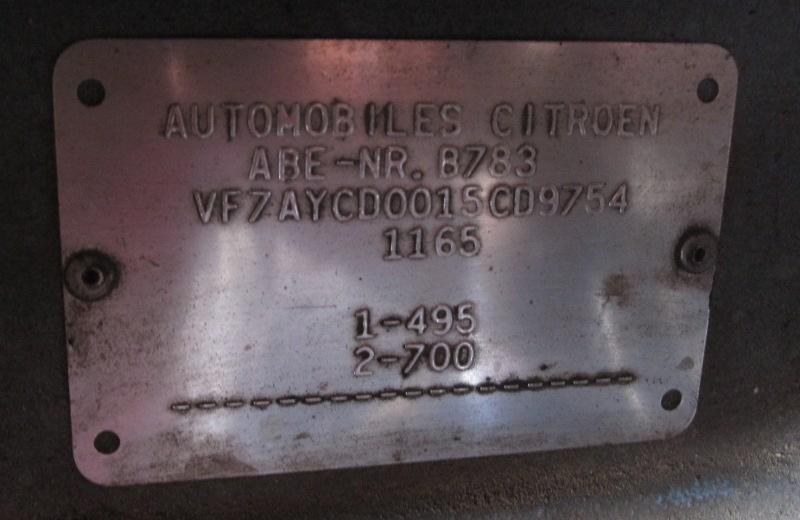 AUTOMOBILES CITROEN
ABE-NR. B783
VF7AYCD0015CD9754
1165
1-495
2-700
------------------